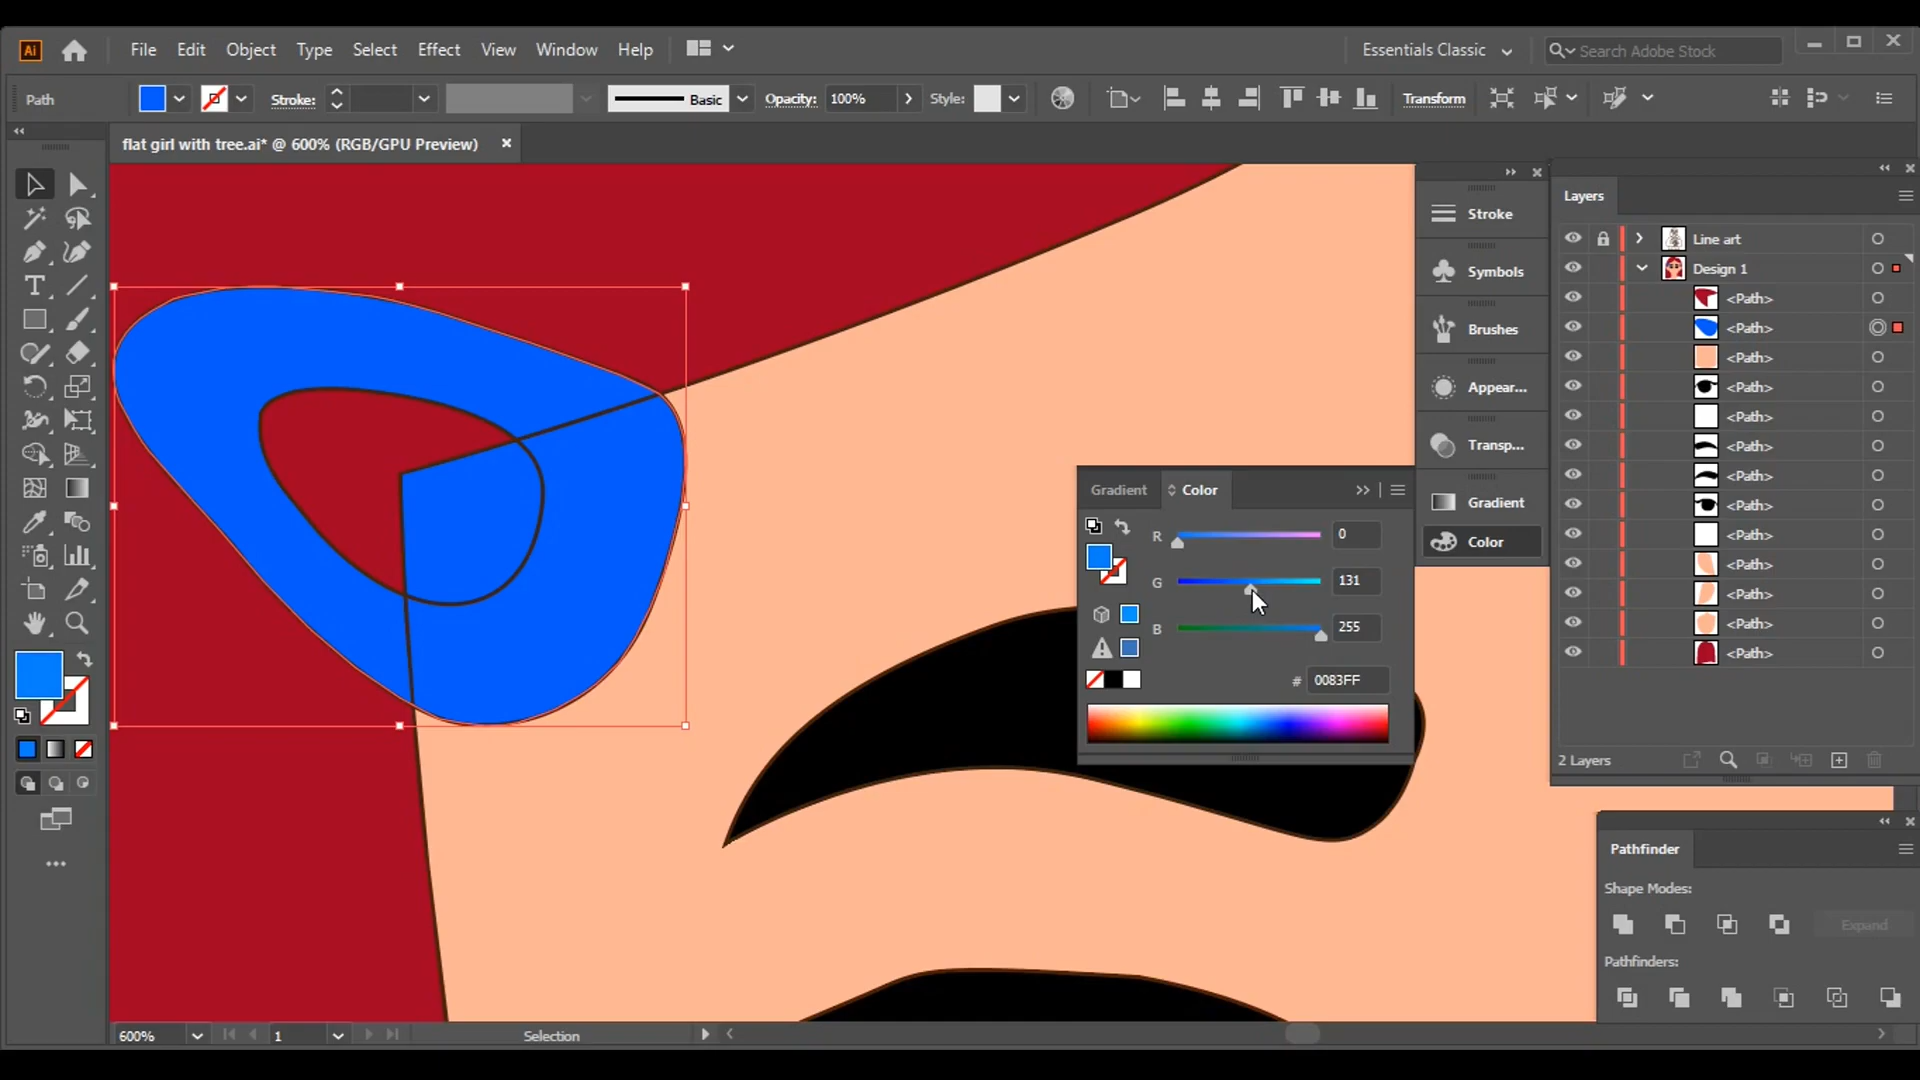 Ai File Edit Object Type Select Effect View Window Help Essentials Classic Search Adobe Stock
Path Stroke: Basic Opacity: 100% Style: Transform
flat girl with tree.ai* @ 600% (RGB/GPU Preview)
Stroke
Symbols
Brushes
Appear...
Transp...
Gradient
Color
Layers
Line art
Design 1
<Path>
<Path>
<Path>
<Path>
<Path>
<Path>
<Path>
<Path>
<Path>
<Path>
<Path>
<Path>
<Path>
2 Layers
Gradient Color
R 0
G 131
B 255
# 0083FF
Pathfinder
Shape Modes:
Expand
Pathfinders:
600% 1 Selection